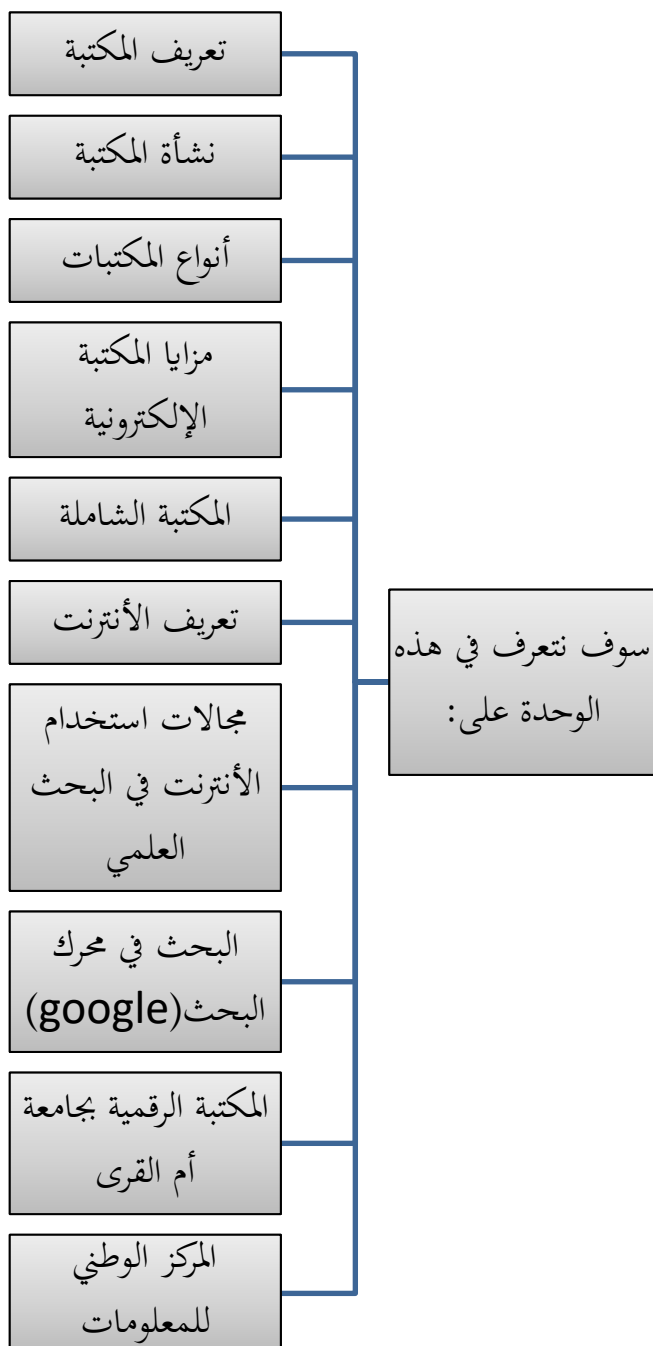 سوف نتعرف في هذه
الوحدة على:
تعريف المكتبة
نشأة المكتبة
أنواع المكتبات
مزايا المكتبة
الإلكترونية
المكتبة الشاملة
تعريف الأنترنت
مجالات استخدام
الأنترنت في البحث
العلمي
البحث في محرك
البحث(google)
المكتبة الرقمية بجامعة
أم القرى
المركز الوطني
للمعلومات